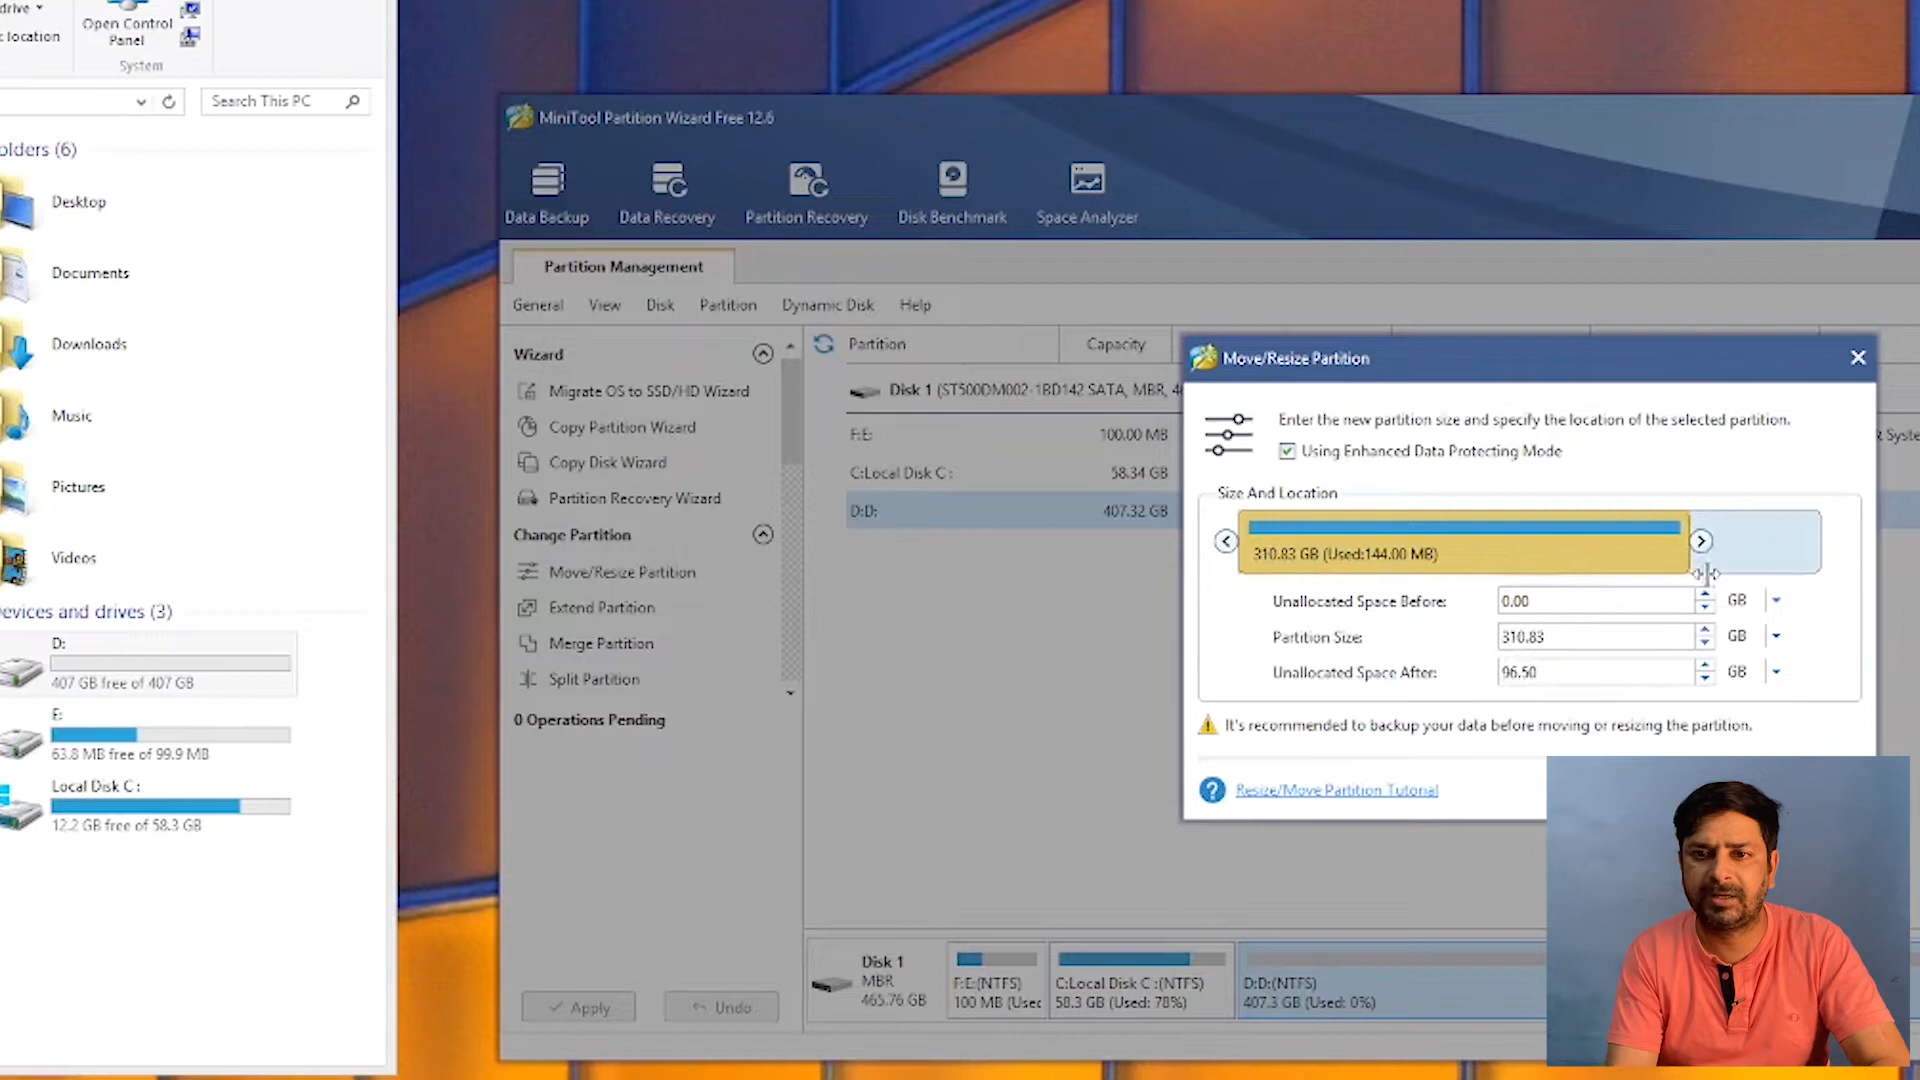 drive
location
Open Control
Panel
System
Search This PC
olders (6)
Desktop
Documents
Downloads
Music
Pictures
Videos
evices and drives (3)
D:
407 GB free of 407 GB
E:
63.8 MB free of 99.9 MB
Local Disk C :
12.2 GB free of 58.3 GB
MiniTool Partition Wizard Free 12.6
Data Backup
Data Recovery
Partition Recovery
Disk Benchmark
Space Analyzer
Partition Management
General View Disk Partition Dynamic Disk Help
Wizard
Migrate OS to SSD/HD Wizard
Copy Partition Wizard
Copy Disk Wizard
Partition Recovery Wizard
Change Partition
Move/Resize Partition
Extend Partition
Merge Partition
Split Partition
0 Operations Pending
Apply
Undo
Partition Capacity
Disk 1 (ST500DM002-1BD142 SATA, MBR, 4
F:E: 100.00 MB
C:Local Disk C : 58.34 GB
D:D: 407.32 GB
Move/Resize Partition
Enter the new partition size and specify the location of the selected partition.
Using Enhanced Data Protecting Mode
Size And Location
310.83 GB (Used:144.00 MB)
Unallocated Space Before: 0.00 GB
Partition Size: 310.83 GB
Unallocated Space After: 96.50 GB
It's recommended to backup your data before moving or resizing the partition.
Resize/Move Partition Tutorial
Disk 1
MBR
465.76 GB
F:E:(NTFS)
100 MB (Usec
C:Local Disk C :(NTFS)
58.3 GB (Used: 78%)
D:D:(NTFS)
407.3 GB (Used: 0%)